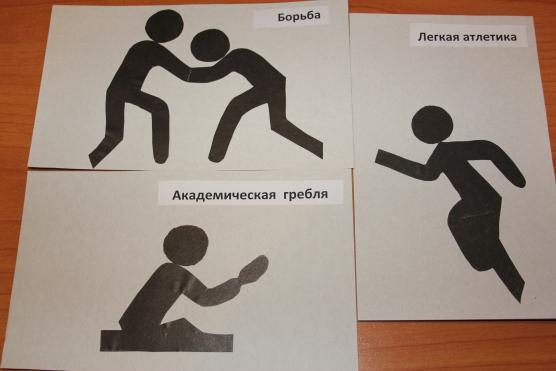 Борьба
Легкая атлетика
Академическая гребля